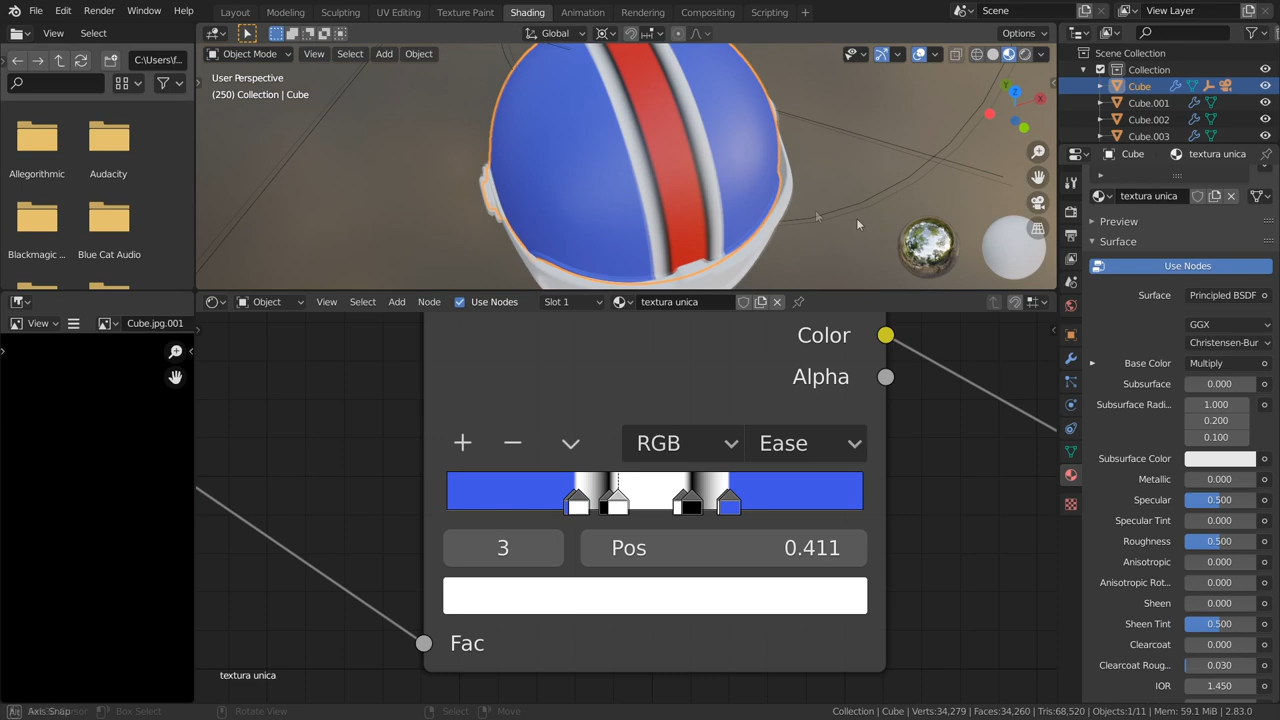 File Edit Render Window Help Layout Modeling Sculpting UV Editing Texture Paint Shading Animation Rendering Compositing Scripting + Scene View Layer
View Select Global Options
C:\Users\f...
Object Mode View Select Add Object
User Perspective
(250) Collection | Cube
Scene Collection
Collection
Cube
Cube.001
Cube.002
Cube.003
Allegorithmic Audacity
Blackmagic ... Blue Cat Audio
X
Y
Z
Cube textura unica
textura unica
Preview
Surface
Use Nodes
Surface Principled BSDF
GGX
Christensen-Bur
Base Color Multiply
Subsurface 0.000
Subsurface Radi... 1.000
0.200
0.100
Subsurface Color
Metallic 0.000
Specular 0.500
Specular Tint 0.000
Roughness 0.500
Anisotropic 0.000
Anisotropic Rot... 0.000
Sheen 0.000
Sheen Tint 0.500
Clearcoat 0.000
Clearcoat Roug... 0.030
IOR 1.450
Object View Select Add Node Use Nodes Slot 1 textura unica
View Cube.jpg.001
Color
Alpha
RGB Ease
3 Pos 0.411
Fac
textura unica
Axis Snap Box Select Rotate View Select Move Collection | Cube | Verts:34,279 | Faces:34,260 | Tris:68,520 | Objects:1/11 | Mem: 59.1 MiB | 2.83.0